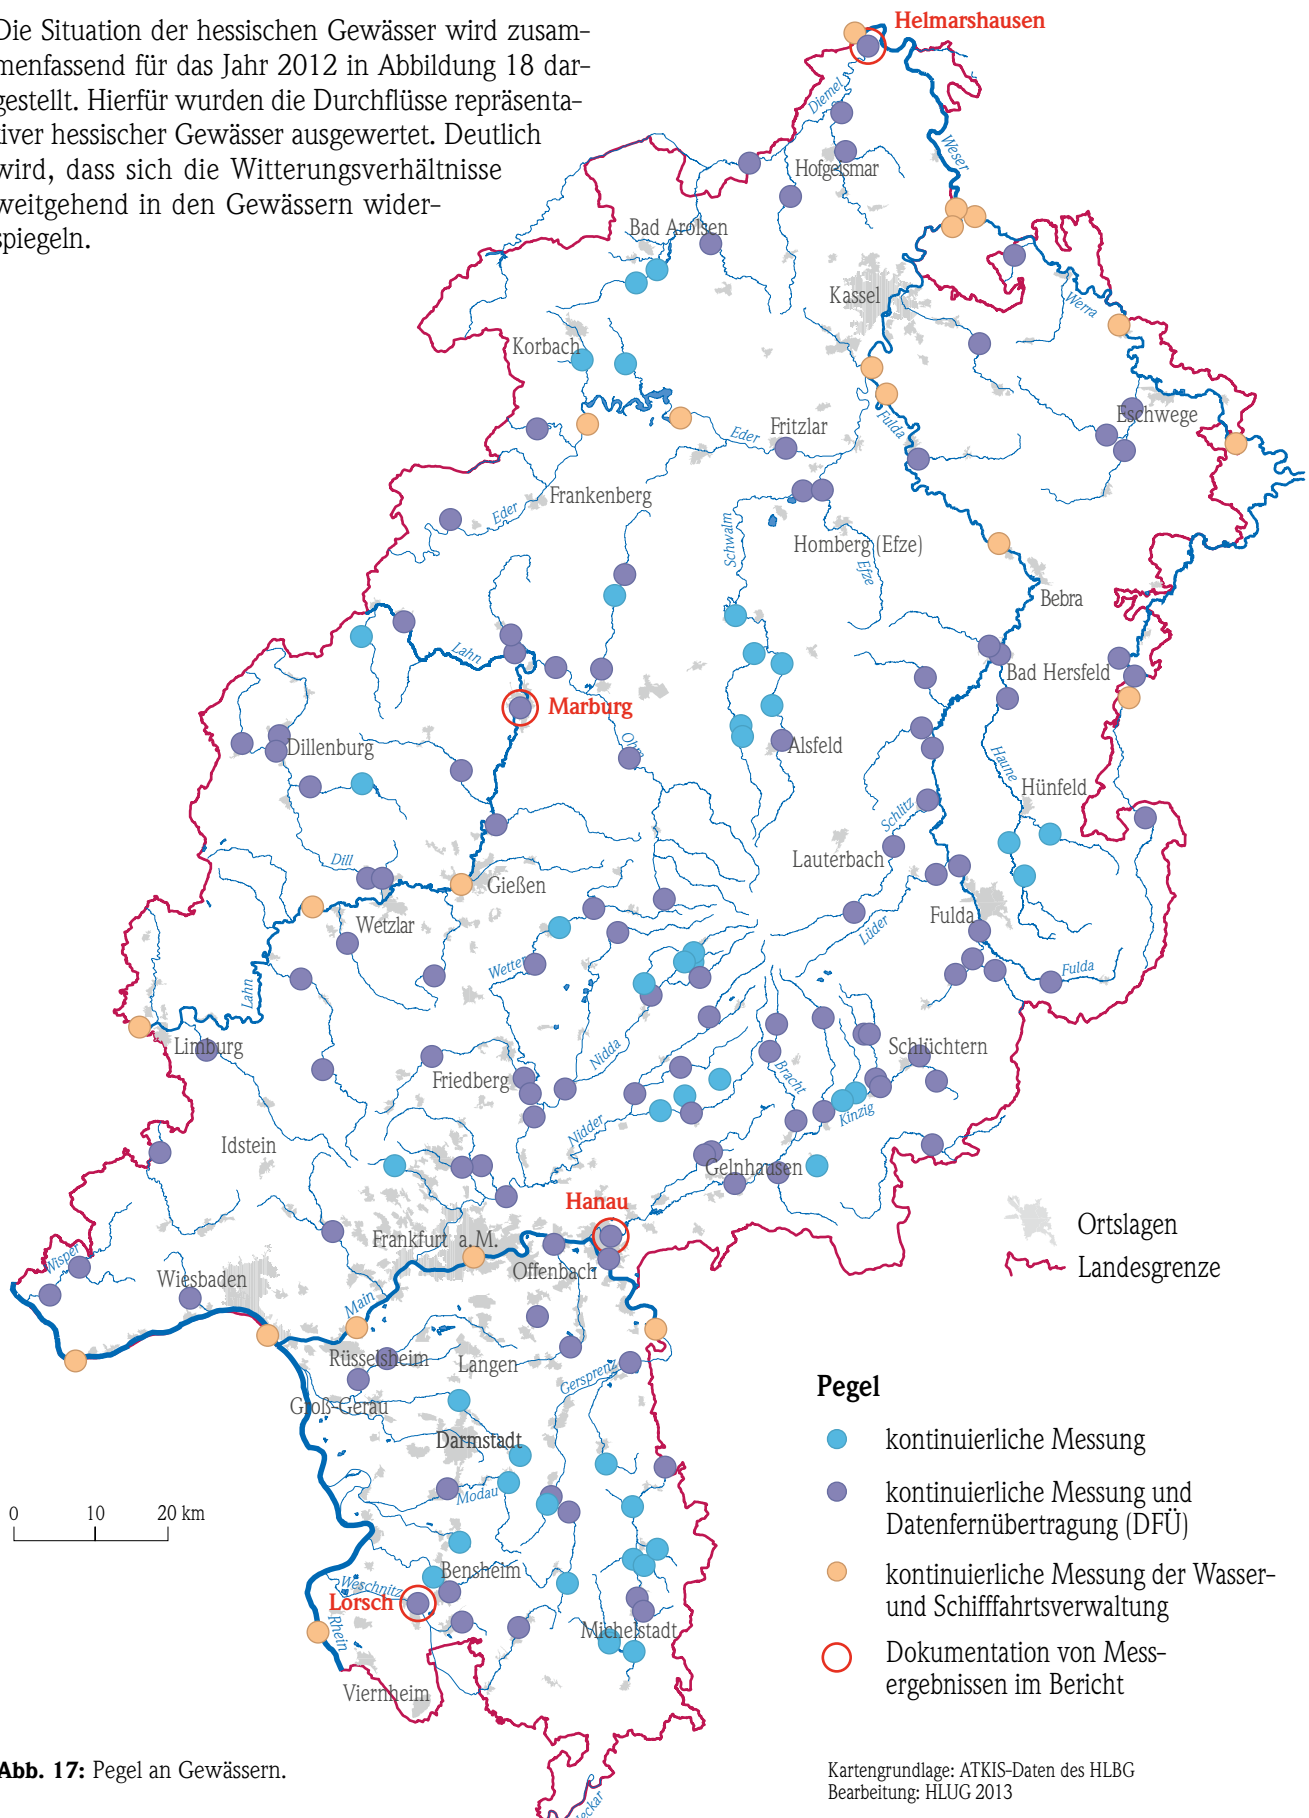 Die Situation der hessischen Gewässer wird zusam-
menfassend für das Jahr 2012 in Abbildung 18 dar-
gestellt. Hierfür wurden die Durchflüsse repräsenta-
tiver hessischer Gewässer ausgewertet. Deutlich
wird, dass sich die Witterungsverhältnisse
weitgehend in den Gewässern wider-
spiegeln.
Helmarshausen
Diemel
Hofgeismar
Weser
Bad Arolsen
Kassel
Werra
Korbach
Eschwege
Fritzlar
Eder
Fulda
Frankenberg
Eder
Schwalm
Homberg (Efze)
Efze
Bebra
Lahn
Bad Hersfeld
Marburg
Dillenburg
Ohm
Alsfeld
Haune
Hünfeld
Schlitz
Lauterbach
Dill
Gießen
Wetzlar
Fulda
Lüder
Wetter
Fulda
Lahn
Limburg
Nidda
Schlüchtern
Friedberg
Bracht
Kinzig
Nidder
Idstein
Gelnhausen
Hanau
Frankfurt a. M.
Offenbach
Wisper
Wiesbaden
Main
Rüsselsheim
Langen
Gersprenz
Groß-Gerau
Darmstadt
Modau
Bensheim
Weschnitz
Lorsch
Rhein
Michelstadt
Viernheim
Neckar
Ortslagen
Landesgrenze
Pegel
kontinuierliche Messung
kontinuierliche Messung und
Datenfernübertragung (DFÜ)
kontinuierliche Messung der Wasser-
und Schifffahrtsverwaltung
Dokumentation von Mess-
ergebnissen im Bericht
0 10 20 km
Abb. 17: Pegel an Gewässern.
Kartengrundlage: ATKIS-Daten des HLBG
Bearbeitung: HLUG 2013